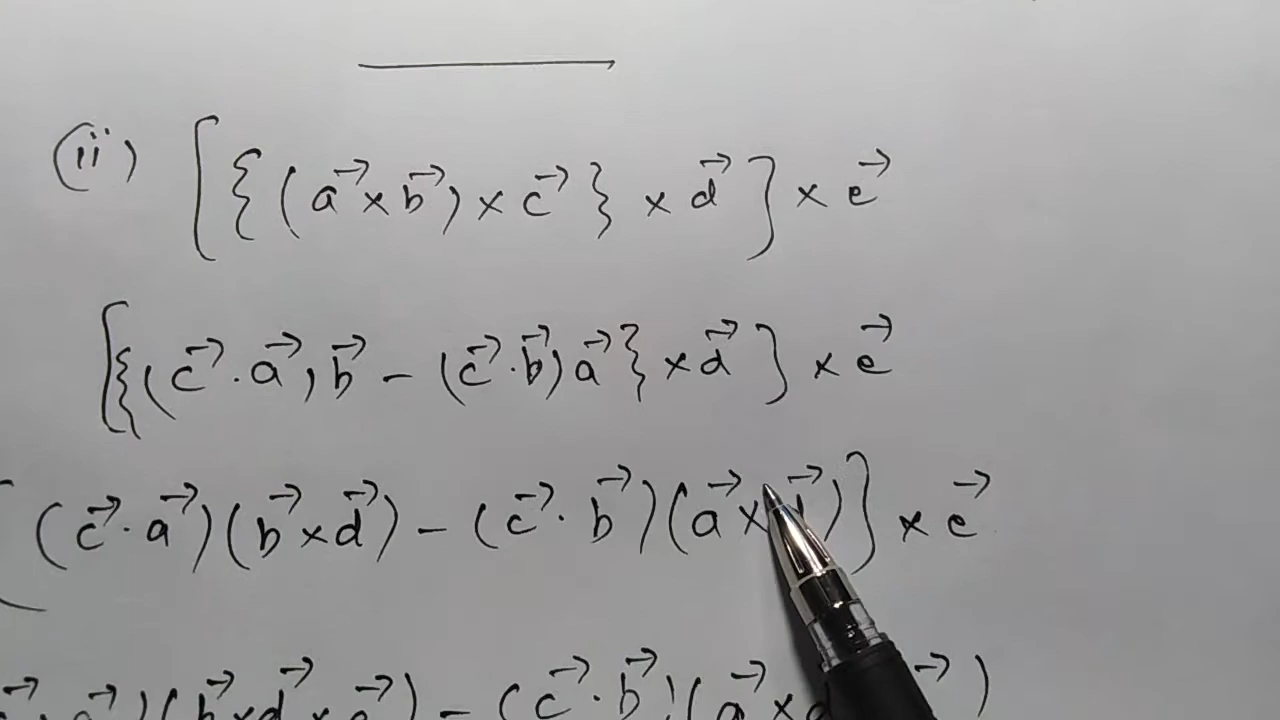 (ii) [{(a⃗ × b⃗) × c⃗} × d⃗] × e⃗
[{(c⃗ . a⃗) b⃗ - (c⃗ . b⃗) a⃗} × d⃗] × e⃗
[(c⃗ . a⃗)(b⃗ × d⃗) - (c⃗ . b⃗)(a⃗ × d⃗)] × e⃗
a⃗)(b⃗ × d⃗ × e⃗) - (c⃗ . b⃗)(a⃗ × d